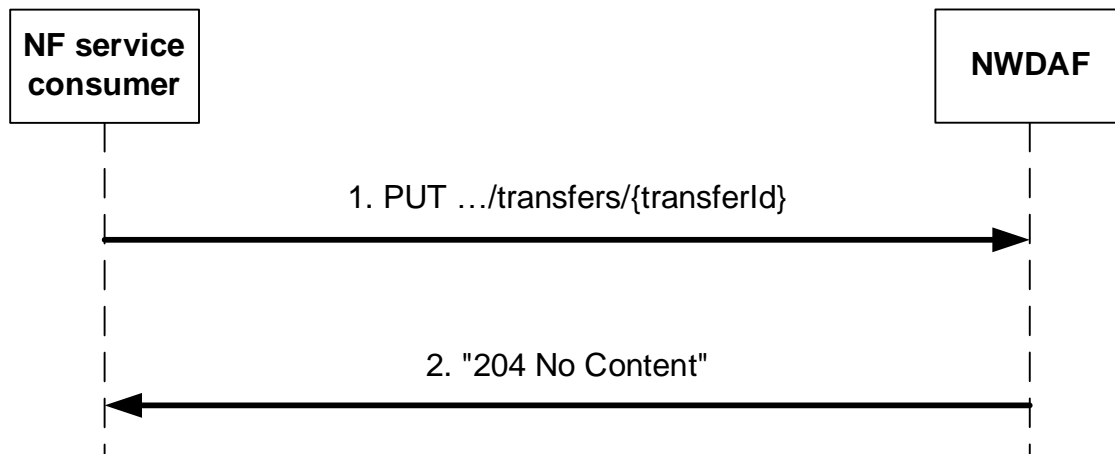 NF service
consumer
NWDAF
1. PUT …/transfers/{transferId}
2. "204 No Content"